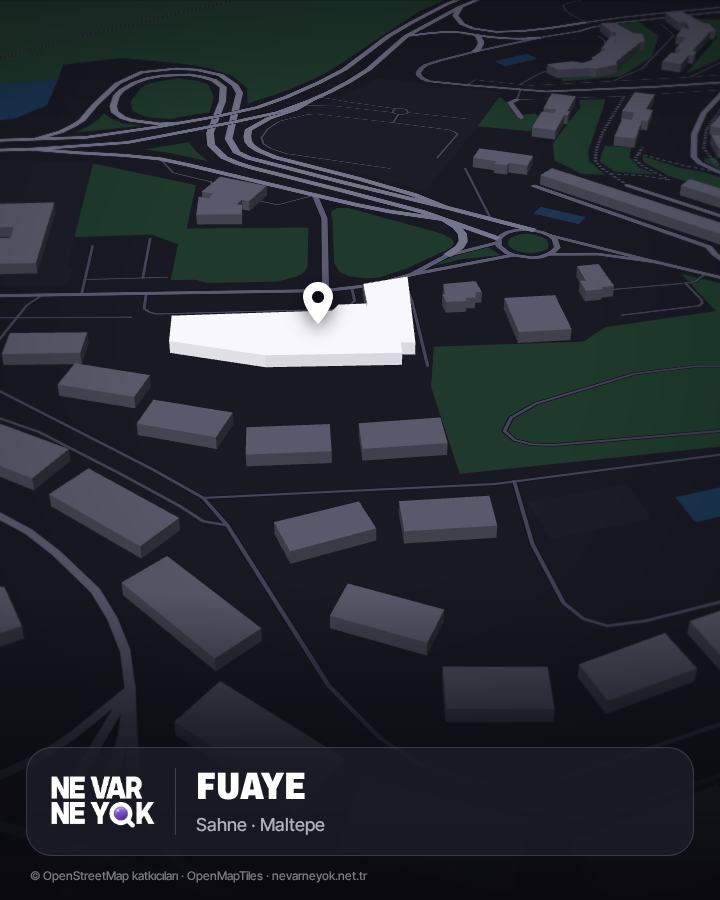 NE VAR
NE YOK
FUAYE
Sahne · Maltepe
© OpenStreetMap katkıcıları · OpenMapTiles · nevarneyok.net.tr